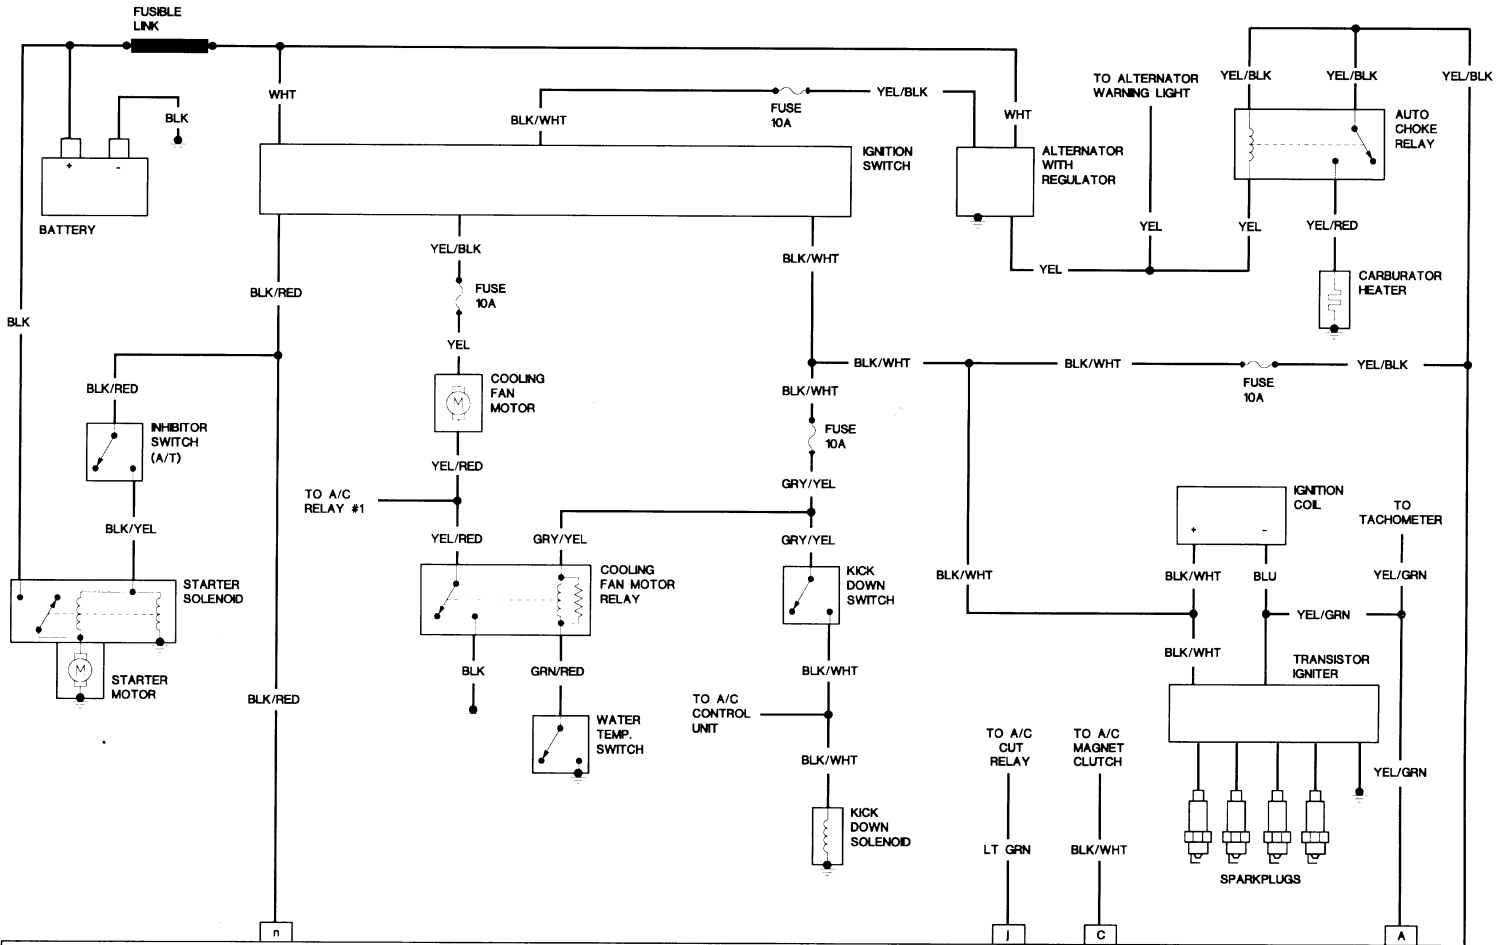 FUSIBLE
LINK
WHT
BLK
+
-
BATTERY
BLK/WHT
FUSE
10A
YEL/BLK
WHT
IGNITION
SWITCH
ALTERNATOR
WITH
REGULATOR
TO ALTERNATOR
WARNING LIGHT
YEL/BLK
YEL/BLK
YEL/BLK
AUTO
CHOKE
RELAY
YEL
YEL
YEL
YEL/RED
CARBURATOR
HEATER
BLK
BLK/RED
YEL/BLK
FUSE
10A
YEL
COOLING
FAN
MOTOR
M
BLK/WHT
BLK/WHT
BLK/WHT
BLK/WHT
FUSE
10A
YEL/BLK
FUSE
10A
BLK/RED
INHIBITOR
SWITCH
(A/T)
BLK/YEL
YEL/RED
TO A/C
RELAY #1
YEL/RED
GRY/YEL
GRY/YEL
GRY/YEL
STARTER
SOLENOID
M
STARTER
MOTOR
COOLING
FAN MOTOR
RELAY
KICK
DOWN
SWITCH
BLK/WHT
IGNITION
COIL
+
-
TO
TACHOMETER
BLK/WHT
BLU
YEL/GRN
YEL/GRN
BLK/WHT
TRANSISTOR
IGNITER
BLK/RED
BLK
GRN/RED
WATER
TEMP.
SWITCH
BLK/WHT
TO A/C
CONTROL
UNIT
BLK/WHT
KICK
DOWN
SOLENOID
TO A/C
CUT
RELAY
TO A/C
MAGNET
CLUTCH
YEL/GRN
LT GRN
BLK/WHT
SPARKPLUGS
n
j
C
A